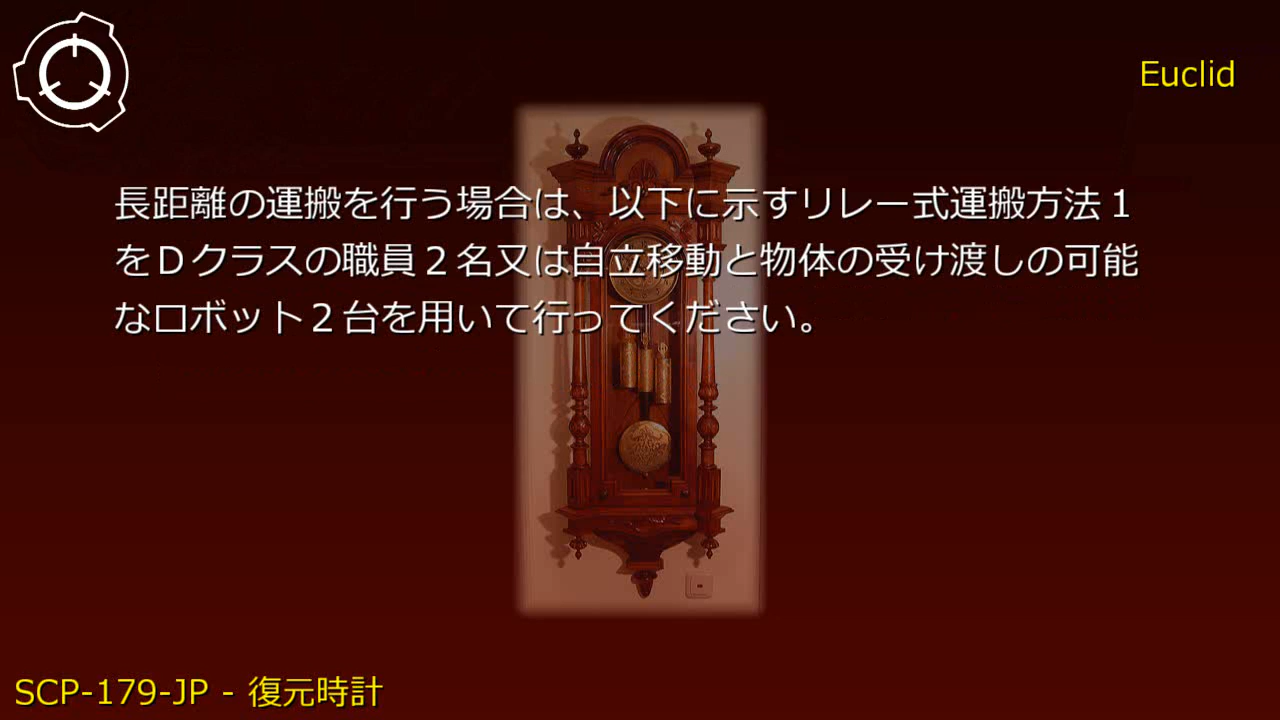 Euclid
長距離の運搬を行う場合は、以下に示すリレー式運搬方法１
をＤクラスの職員２名又は自立移動と物体の受け渡しの可能
なロボット２台を用いて行ってください。
SCP-179-JP - 復元時計